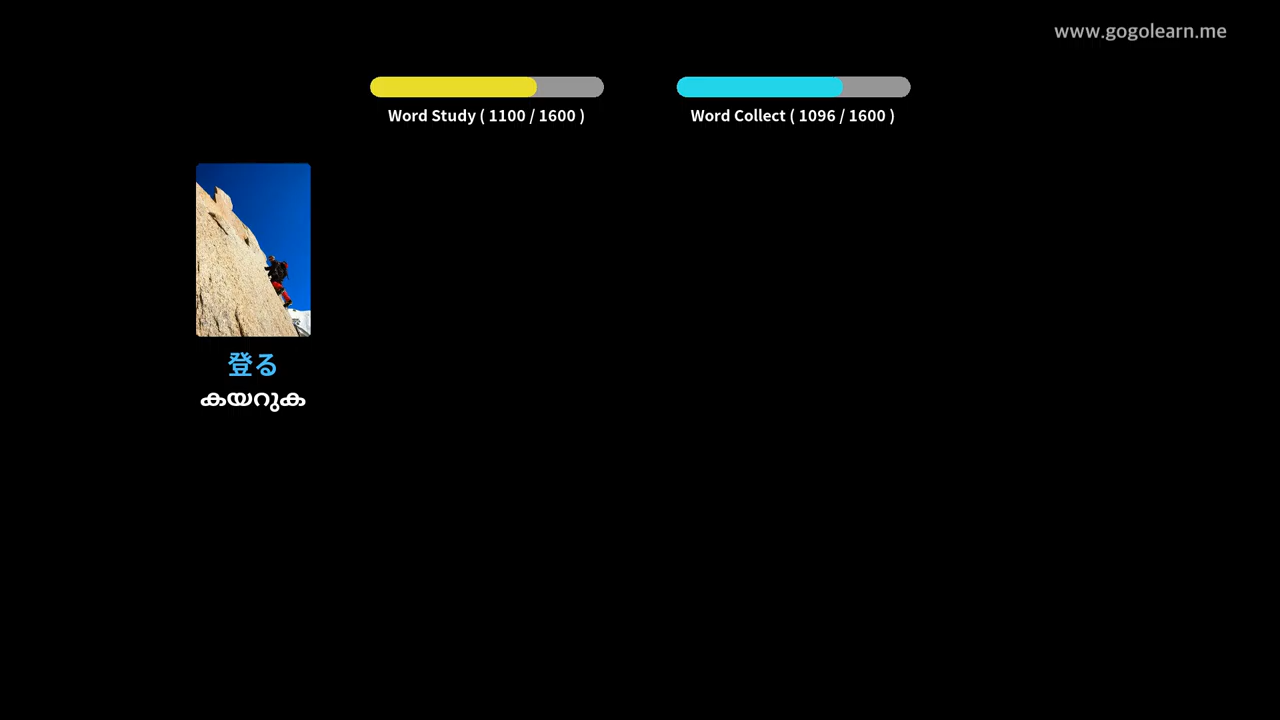 www.gogolearn.me
Word Study ( 1100 / 1600 )
Word Collect ( 1096 / 1600 )
登る
കയറുക